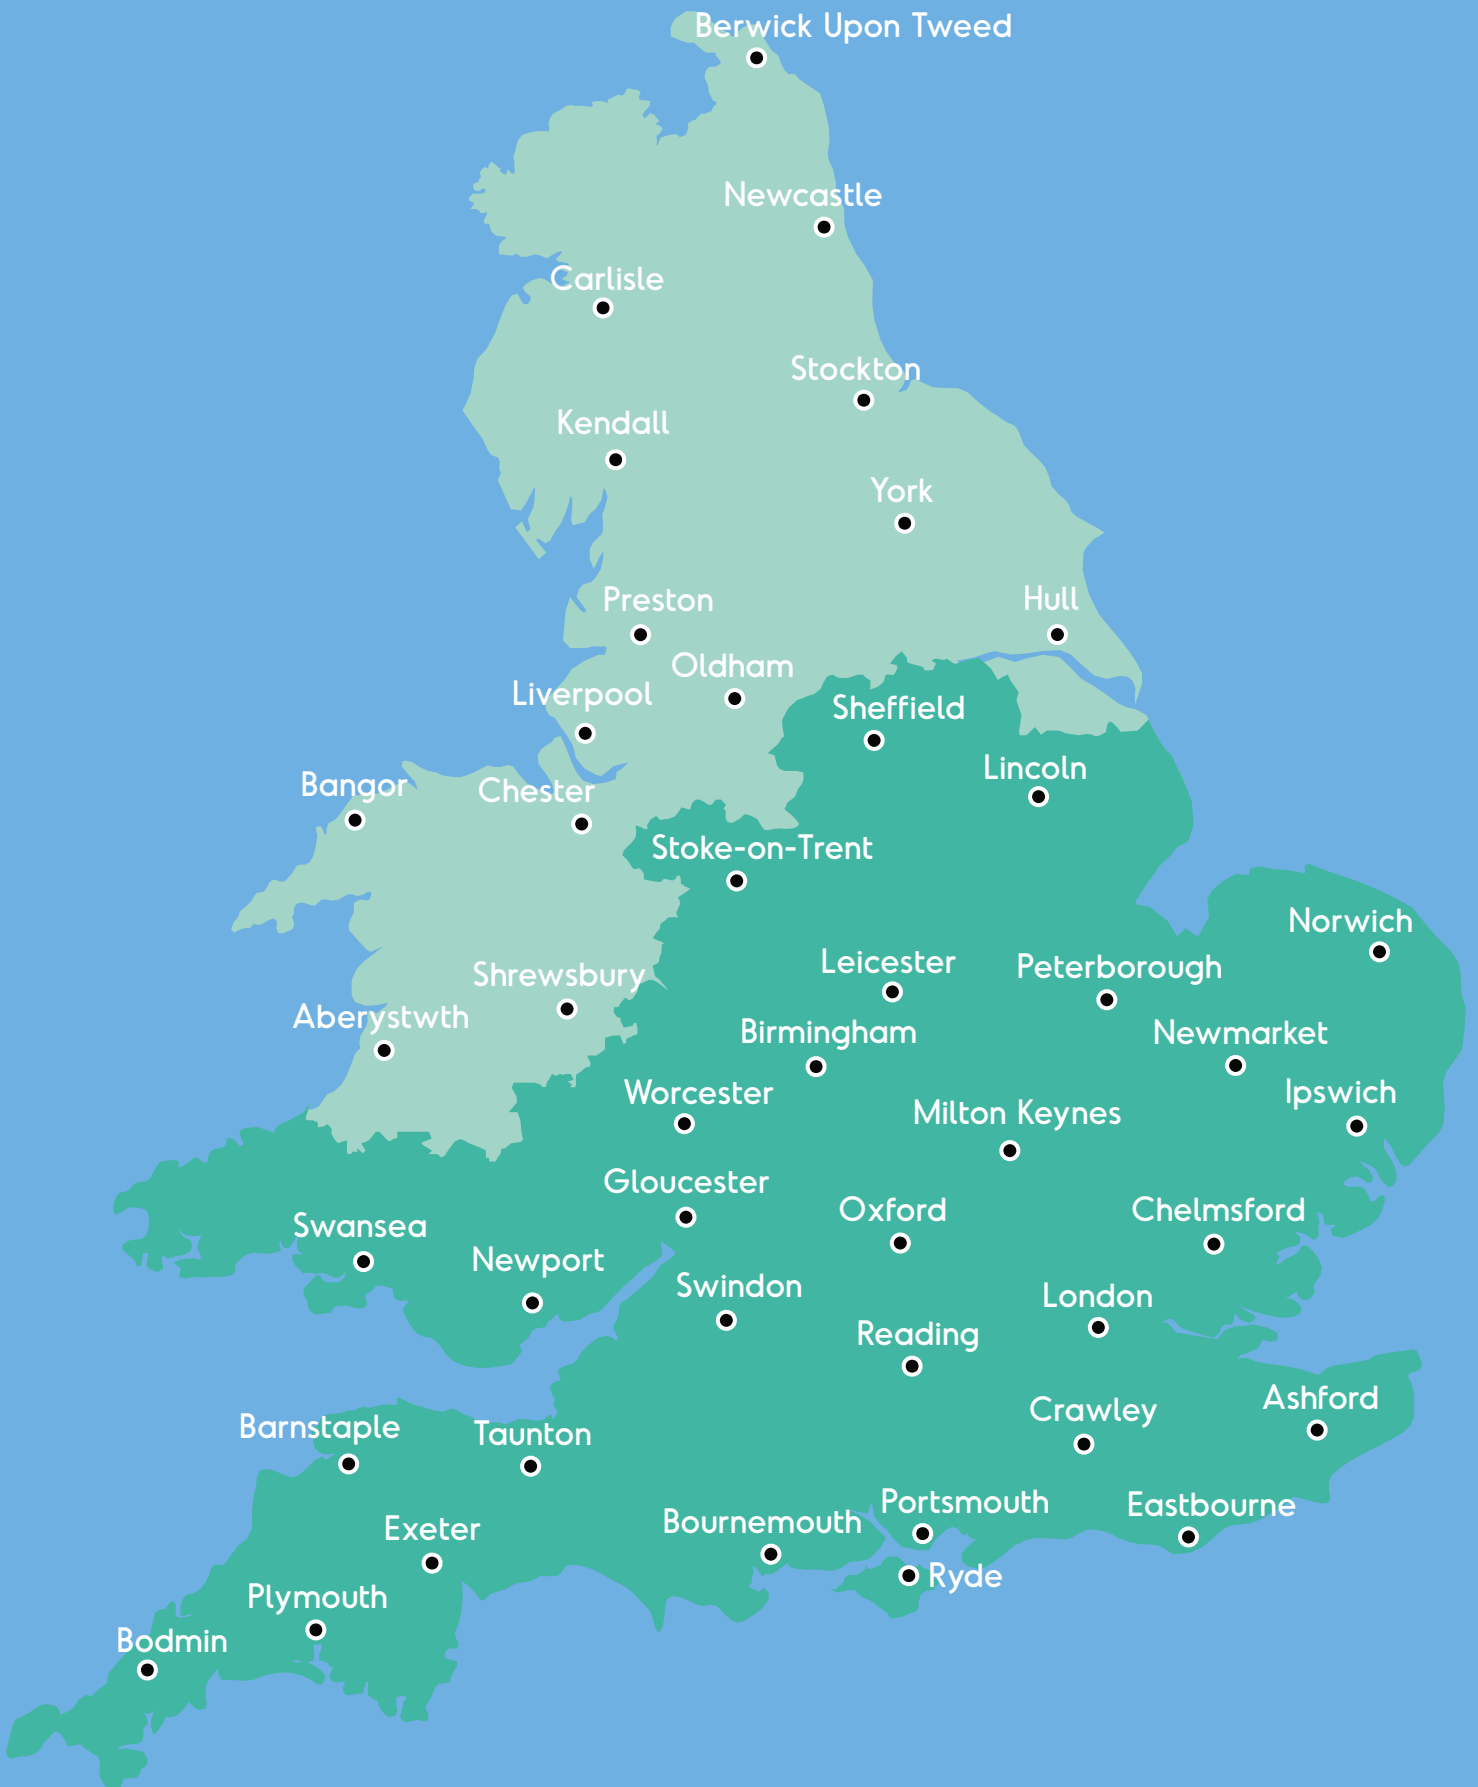 Berwick Upon Tweed
Newcastle
Carlisle
Stockton
Kendall
York
Preston
Hull
Oldham
Liverpool
Sheffield
Lincoln
Bangor
Chester
Stoke-on-Trent
Norwich
Leicester
Peterborough
Shrewsbury
Aberystwth
Birmingham
Newmarket
Worcester
Ipswich
Milton Keynes
Gloucester
Oxford
Chelmsford
Swansea
Newport
Swindon
London
Reading
Ashford
Crawley
Barnstaple
Taunton
Portsmouth
Eastbourne
Bournemouth
Exeter
Ryde
Plymouth
Bodmin